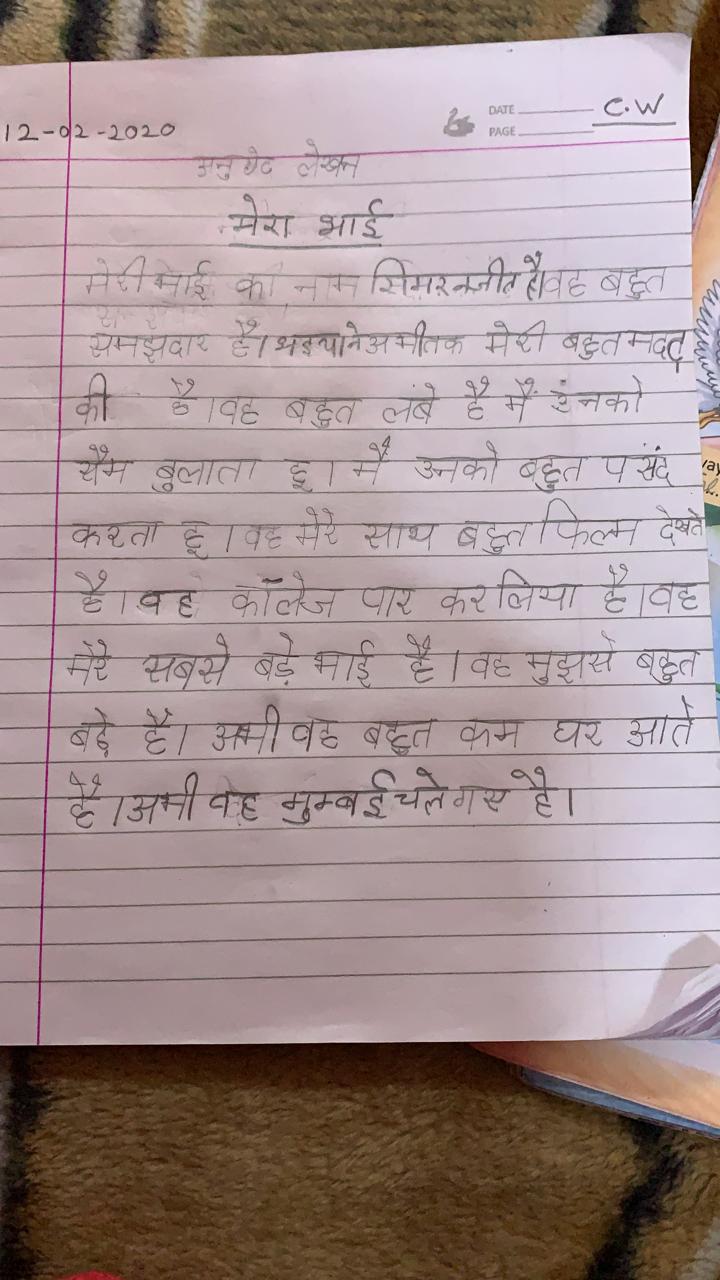 DATE C.W
12-02-2020
PAGE
लेखन
मेरा भाई
मेरी भाई का नाम सिमरनजीत है।वह बहुत
समझदार है। भइया ने अभीतक मेरी बहुत मदद
की है। वह बहुत लंबे है मैं इनको
बुलाता हू। मैं उनको बहुत पसंद
करता हू। वह मेरे साथ बहुत फिल्म देखते
है। वह कॉलेज पार कर लिया है। वह
मेरे सबसे बड़े भाई है। वह मुझसे बहुत
बड़े हैं। अभी वह बहुत कम घर आते
हैं। अभी वह मुम्बई चले गए है।